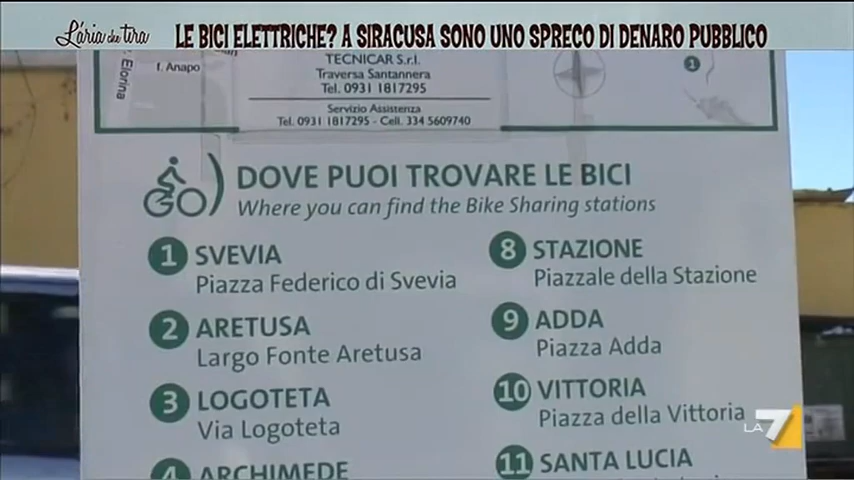 L'aria che tira
LE BICI ELETTRICHE? A SIRACUSA SONO UNO SPRECO DI DENARO PUBBLICO
Elorina
f. Anapo
TECNICAR S.r.l.
Traversa Santannera
Tel. 0931 1817295
Servizio Assistenza
Tel. 0931 1817295 - Cell. 334 5609740
1
DOVE PUOI TROVARE LE BICI
Where you can find the Bike Sharing stations
1 SVEVIA
Piazza Federico di Svevia
2 ARETUSA
Largo Fonte Aretusa
3 LOGOTETA
Via Logoteta
4 ARCHIMEDE
8 STAZIONE
Piazzale della Stazione
9 ADDA
Piazza Adda
10 VITTORIA
Piazza della Vittoria
11 SANTA LUCIA
LA7